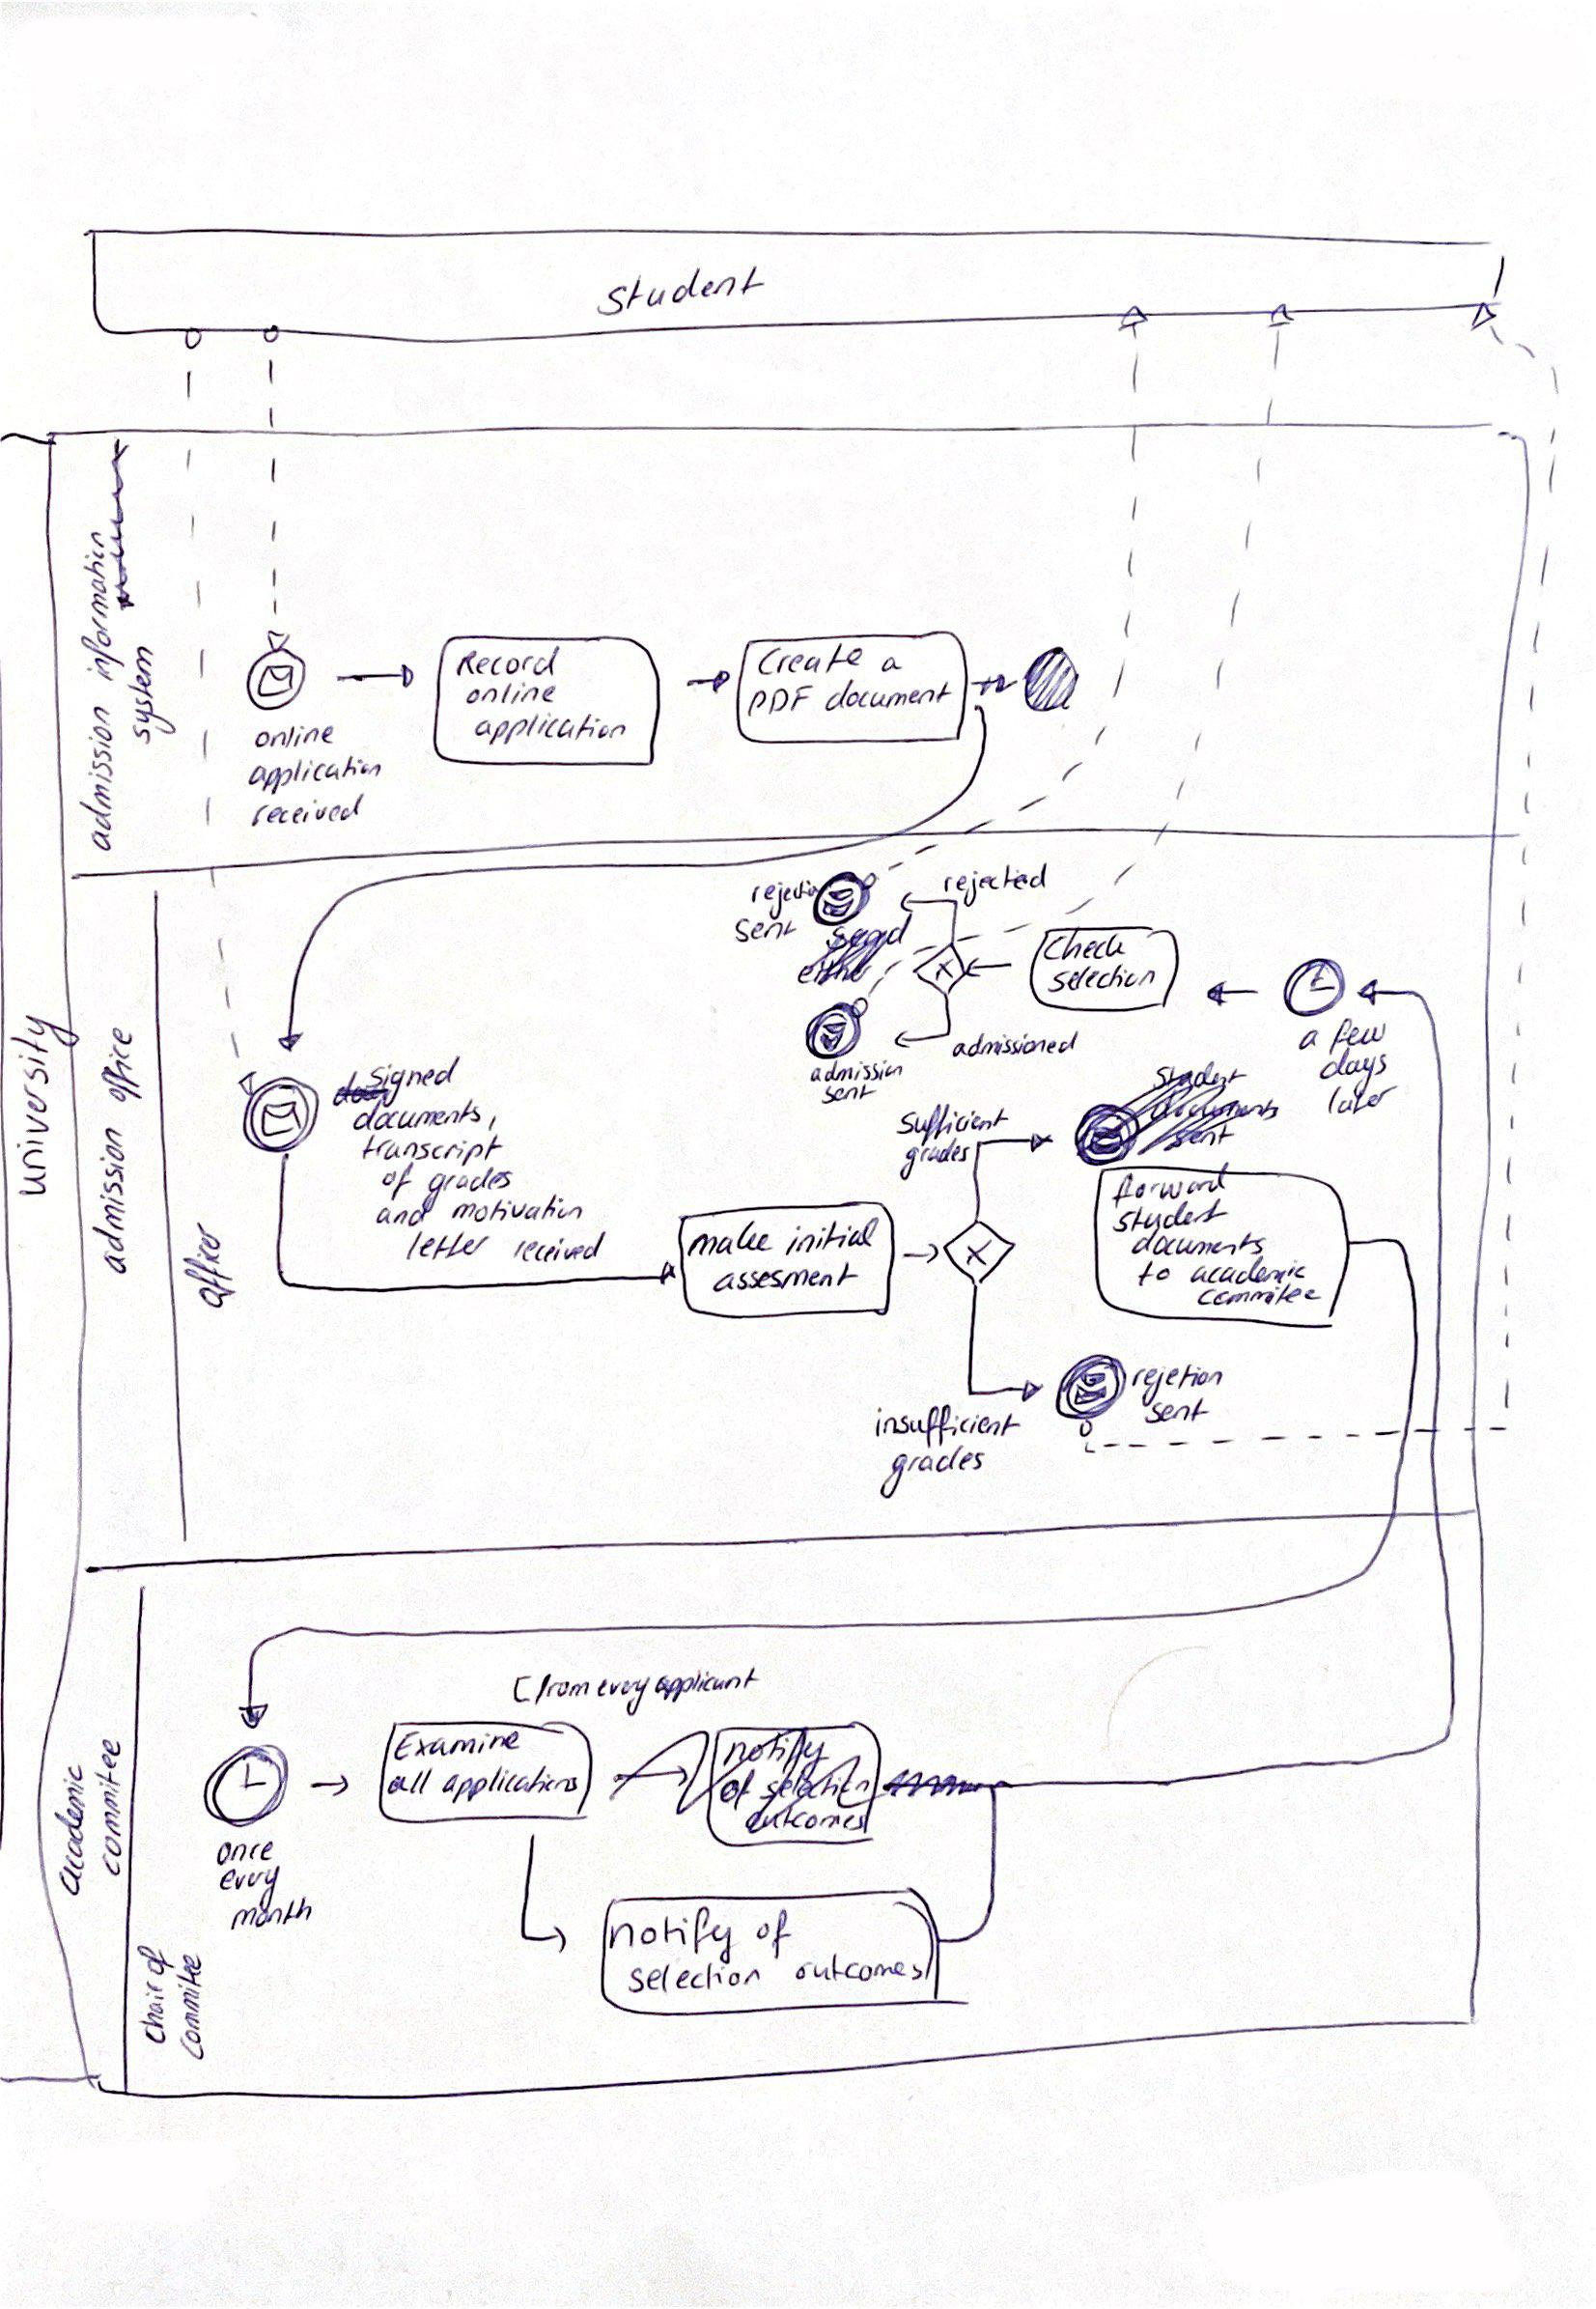 student
university
admission information
system
online
application
received
Record
online
application
Create a
PDF document
admission office
officer
sent
rejected
Check
selection
admissioned
admission
sent
a few
days
later
Signed
documents,
transcript
of grades
and motivation
letter received
make initial
assesment
sufficient
grades
student
documents
sent
forward
student
documents
to academic
commitee
insufficient
grades
rejetion
sent
academic
commitee
chair of
commitee
once
every
month
[from every applicant
Examine
all applications
notify
of selection
outcomes
notify of
selection outcomes